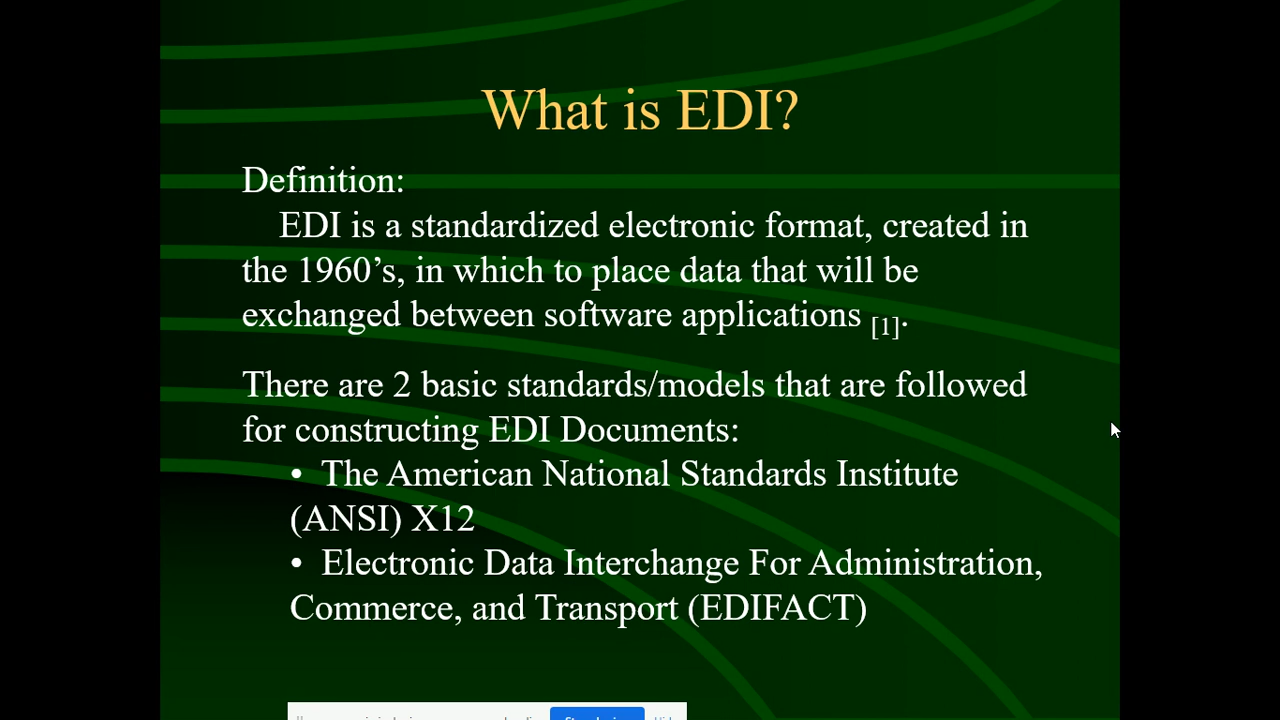 What is EDI?
Definition:
EDI is a standardized electronic format, created in
the 1960’s, in which to place data that will be
exchanged between software applications [1].
There are 2 basic standards/models that are followed
for constructing EDI Documents:
• The American National Standards Institute
(ANSI) X12
• Electronic Data Interchange For Administration,
Commerce, and Transport (EDIFACT)